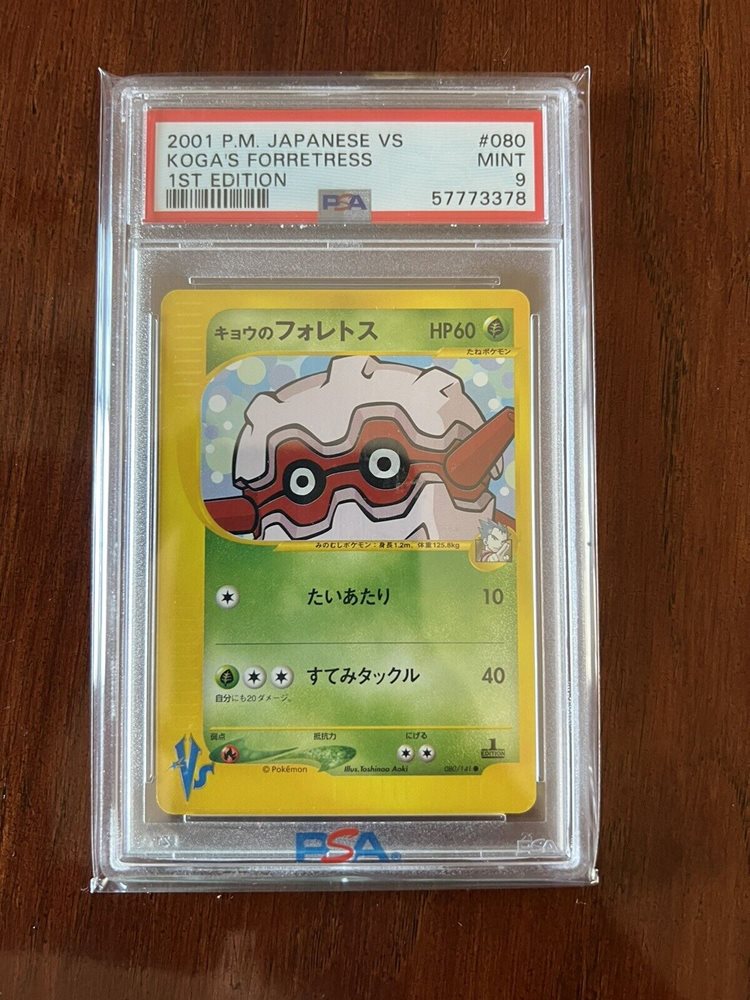 2001 P.M. JAPANESE VS #080
KOGA'S FORRETRESS MINT
1ST EDITION 9
PSA 57773378
キョウのフォレトス HP60
たねポケモン
みのむしポケモン:身長1.2m、体重125.8kg
たいあたり 10
すてみタックル 40
自分にも20ダメージ。
弱点 抵抗力 にげる
1
EDITION
VS
© Pokémon Illus.Toshinao Aoki 080/141
PSA
PSA